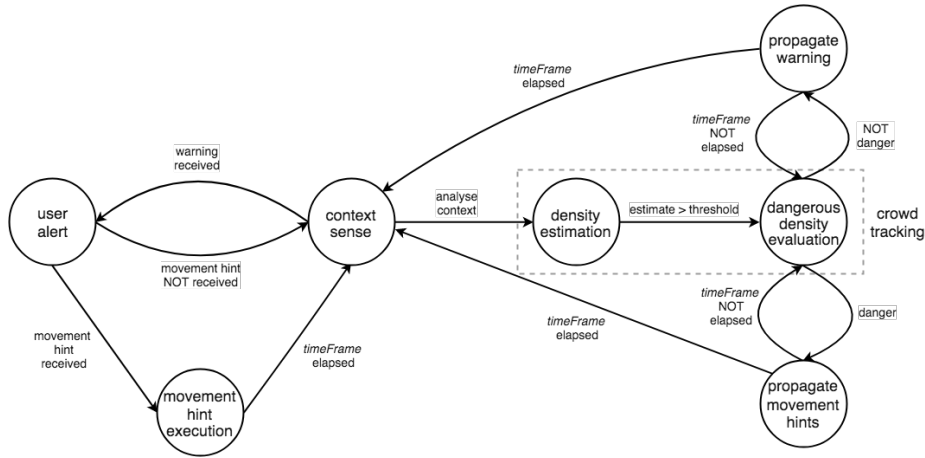 propagate
warning
timeFrame
elapsed
timeFrame
NOT
elapsed
NOT
danger
warning
received
user
alert
context
sense
analyse
context
density
estimation
estimate > threshold
dangerous
density
evaluation
crowd
tracking
movement hint
NOT received
timeFrame
NOT
elapsed
danger
timeFrame
elapsed
movement
hint
received
timeFrame
elapsed
movement
hint
execution
propagate
movement
hints